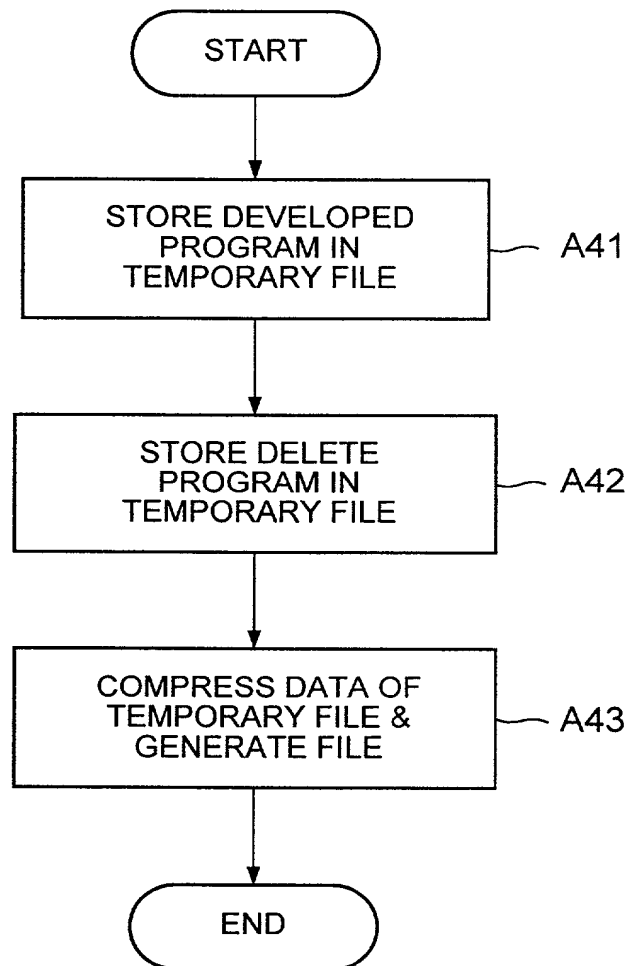 START
STORE DEVELOPED
PROGRAM IN
TEMPORARY FILE
A41
STORE DELETE
PROGRAM IN
TEMPORARY FILE
A42
COMPRESS DATA OF
TEMPORARY FILE &
GENERATE FILE
A43
END